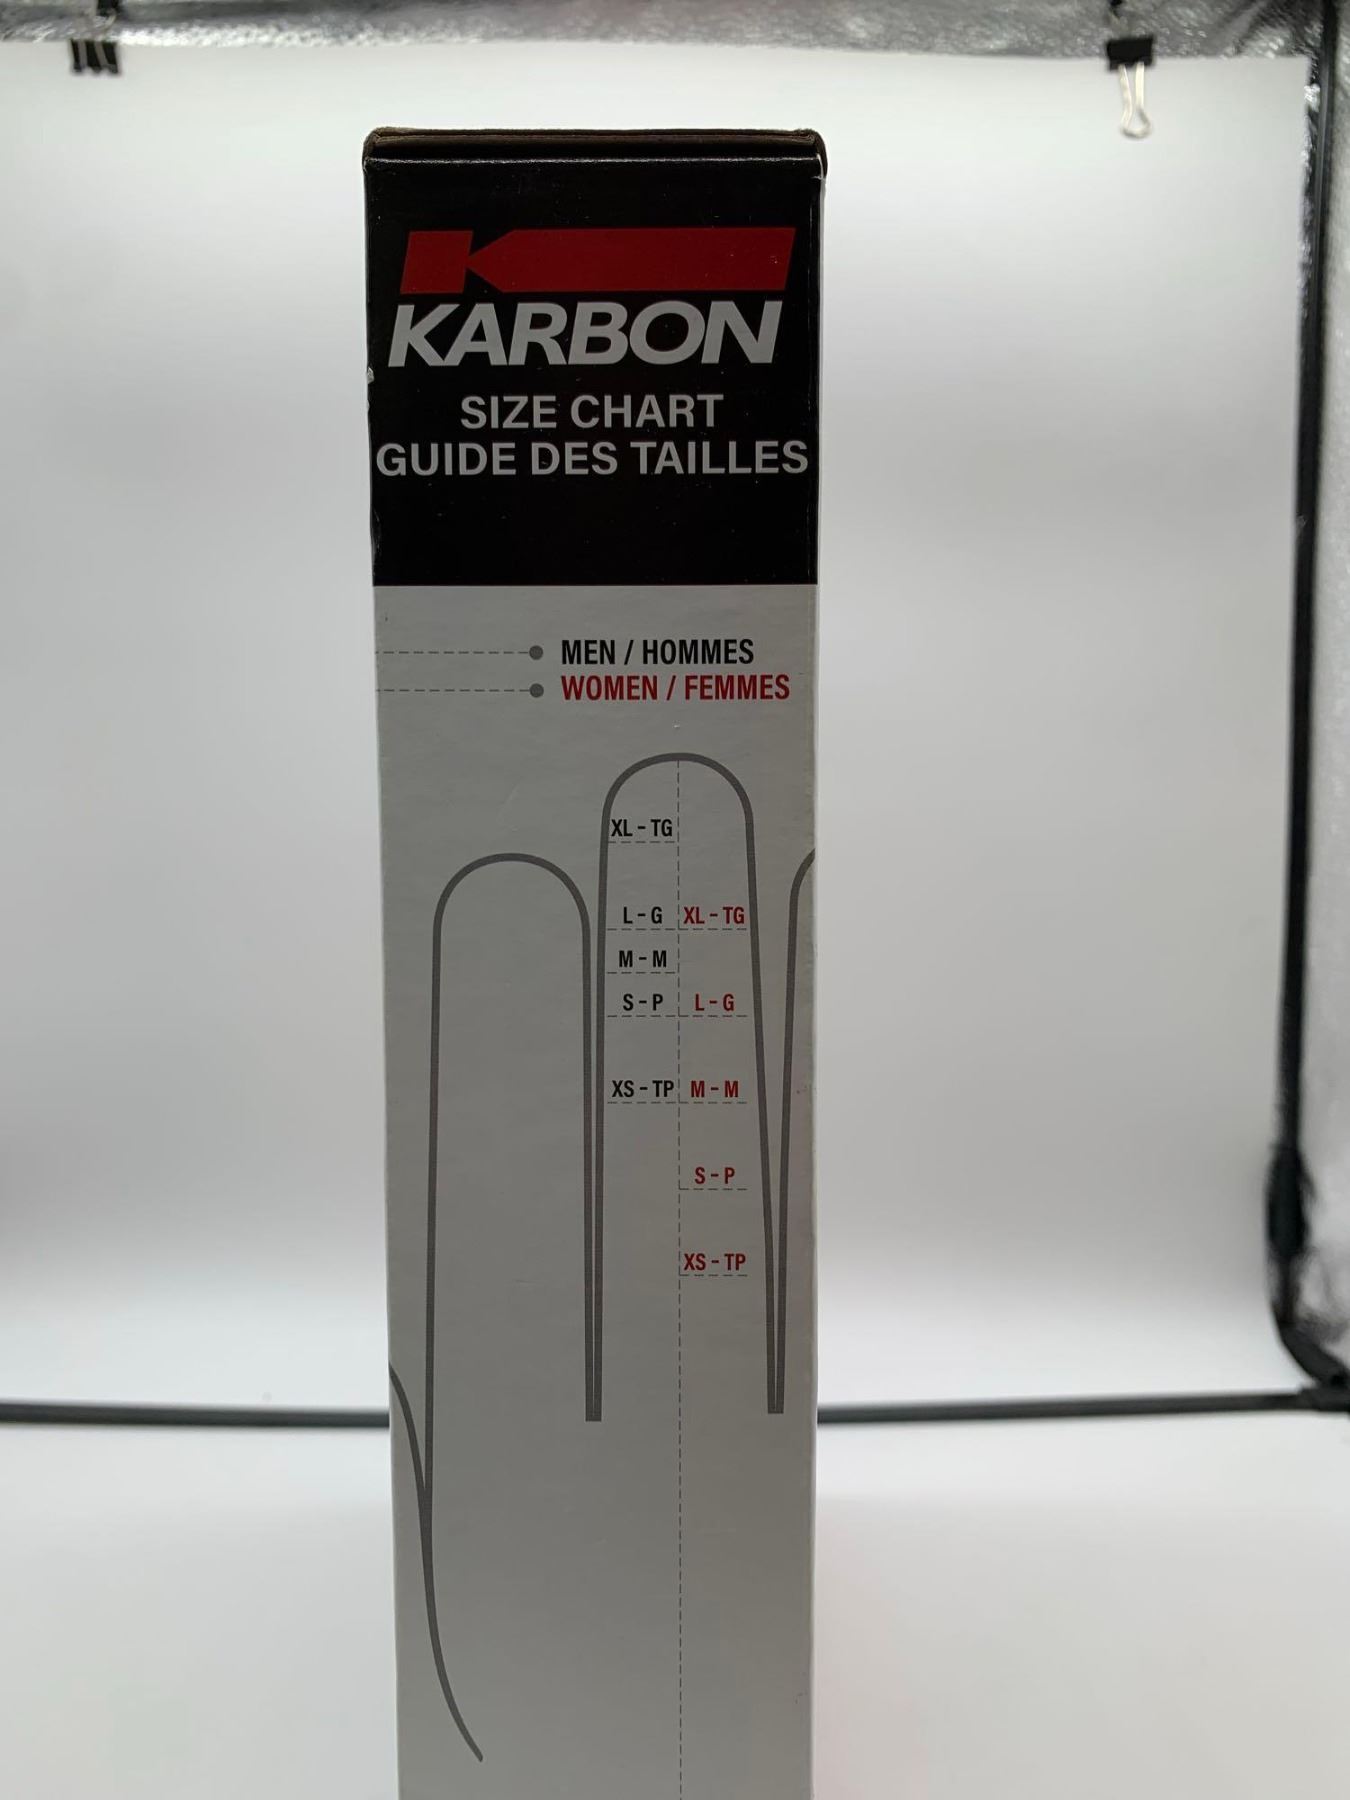 KARBON
SIZE CHART
GUIDE DES TAILLES
MEN / HOMMES
WOMEN / FEMMES
XL - TG
L - G XL - TG
M - M
S - P L - G
XS - TP M - M
S - P
XS - TP